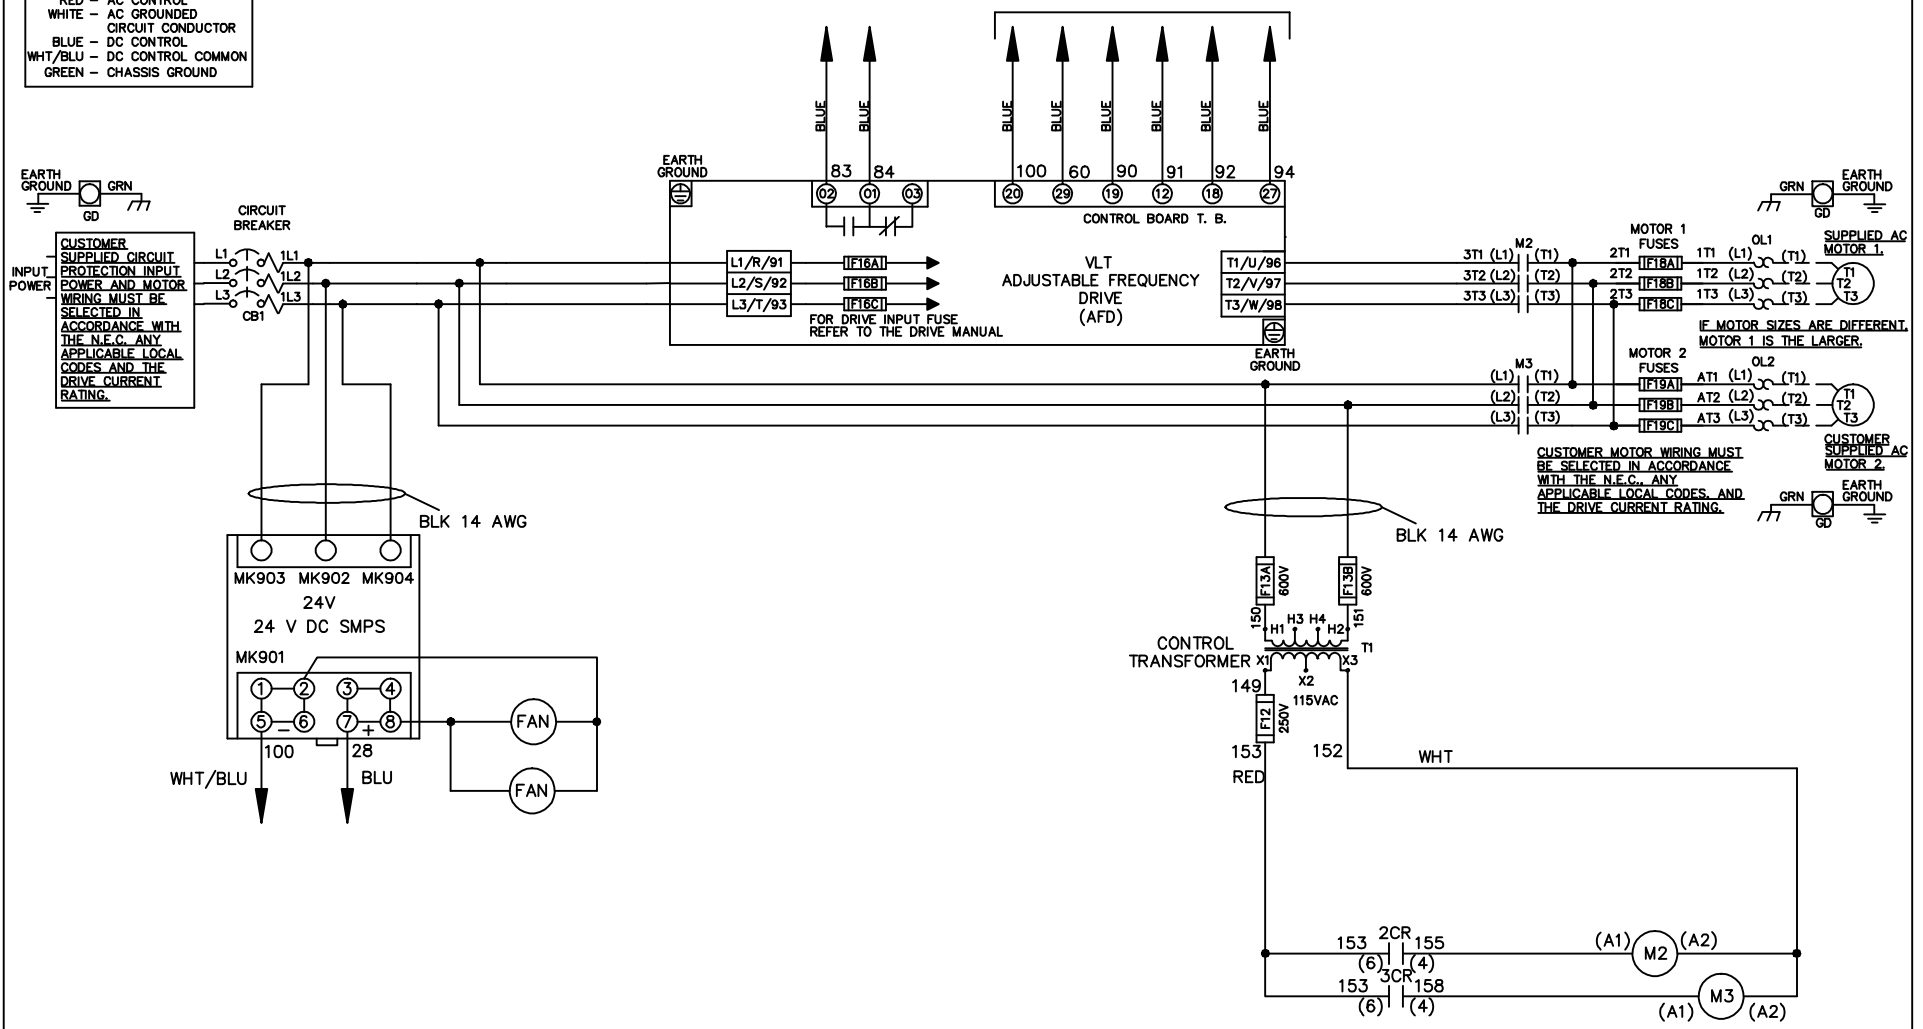 RED – AC CONTROL
WHITE – AC GROUNDED
CIRCUIT CONDUCTOR
BLUE – DC CONTROL
WHT/BLU – DC CONTROL COMMON
GREEN – CHASSIS GROUND
BLUE
BLUE
BLUE
BLUE
BLUE
BLUE
BLUE
BLUE
EARTH
GROUND
GRN
GD
CIRCUIT
BREAKER
EARTH
GROUND
83
84
100
60
90
91
92
94
02
01
03
20
29
19
12
18
27
CONTROL BOARD T. B.
GRN
EARTH
GROUND
GD
INPUT
POWER
CUSTOMER
SUPPLIED CIRCUIT
PROTECTION INPUT
POWER AND MOTOR
WIRING MUST BE
SELECTED IN
ACCORDANCE WITH
THE N.E.C. ANY
APPLICABLE LOCAL
CODES AND THE
DRIVE CURRENT
RATING.
L1
L2
L3
CB1
1L1
1L2
1L3
L1/R/91
L2/S/92
L3/T/93
F16A
F16B
F16C
FOR DRIVE INPUT FUSE
REFER TO THE DRIVE MANUAL
VLT
ADJUSTABLE FREQUENCY
DRIVE
(AFD)
T1/U/96
T2/V/97
T3/W/98
EARTH
GROUND
M2
3T1 (L1) (T1)
3T2 (L2) (T2)
3T3 (L3) (T3)
MOTOR 1
FUSES
2T1 F18A 1T1 (L1)
2T2 F18B 1T2 (L2)
2T3 F18C 1T3 (L3)
OL1
(T1)
(T2)
(T3)
SUPPLIED AC
MOTOR 1.
T1
T2
T3
IF MOTOR SIZES ARE DIFFERENT,
MOTOR 1 IS THE LARGER.
M3
(L1) (T1)
(L2) (T2)
(L3) (T3)
MOTOR 2
FUSES
F19A AT1 (L1)
F19B AT2 (L2)
F19C AT3 (L3)
OL2
(T1)
(T2)
(T3)
T1
T2
T3
CUSTOMER
SUPPLIED AC
MOTOR 2.
CUSTOMER MOTOR WIRING MUST
BE SELECTED IN ACCORDANCE
WITH THE N.E.C., ANY
APPLICABLE LOCAL CODES, AND
THE DRIVE CURRENT RATING.
GRN
EARTH
GROUND
GD
BLK 14 AWG
BLK 14 AWG
MK903 MK902 MK904
24V
24 V DC SMPS
MK901
1 2 3 4
5 – 6 7 + 8
100
28
WHT/BLU
BLU
FAN
FAN
F13A
600V
F13B
600V
150
151
H1 H3 H4 H2
CONTROL
TRANSFORMER
T1
X1 X3
X2
115VAC
149
F12
250V
153
RED
152
WHT
2CR
153 155
(6) (4)
(A1) M2 (A2)
3CR
153 158
(6) (4)
(A1) M3 (A2)